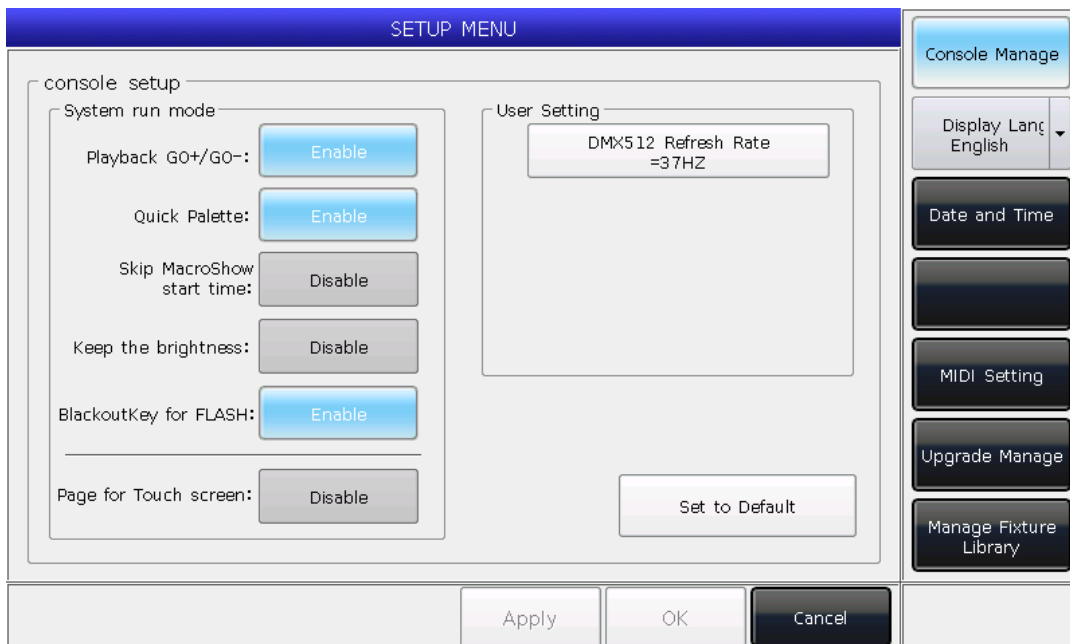 SETUP MENU
console setup
System run mode
Playback GO+/GO-:
Enable
Quick Palette:
Enable
Skip MacroShow
start time:
Disable
Keep the brightness:
Disable
BlackoutKey for FLASH:
Enable
Page for Touch screen:
Disable
User Setting
DMX512 Refresh Rate
=37HZ
Set to Default
Apply
OK
Cancel
Console Manage
Display Lang
English
Date and Time
MIDI Setting
Upgrade Manage
Manage Fixture
Library